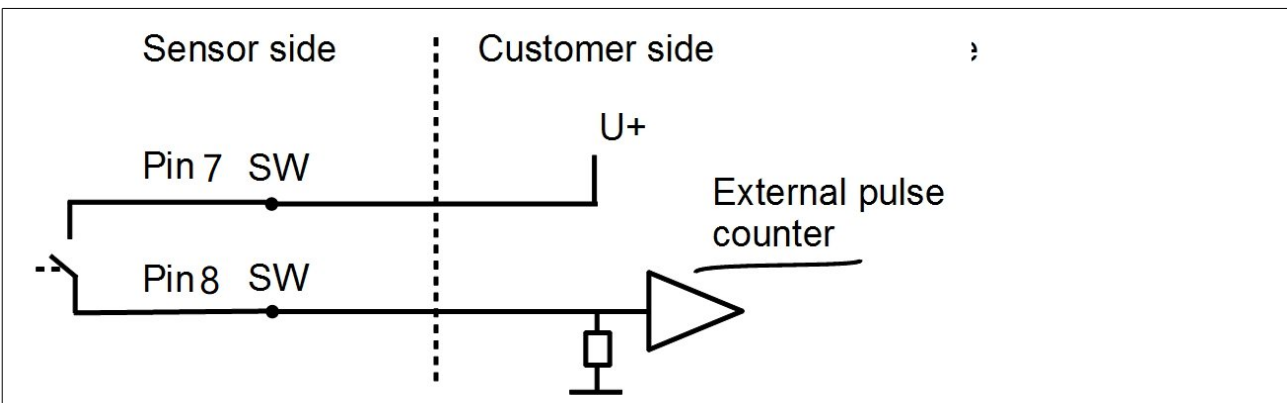 Sensor side
Customer side
U+
Pin 7 SW
External pulse
counter
Pin 8 SW